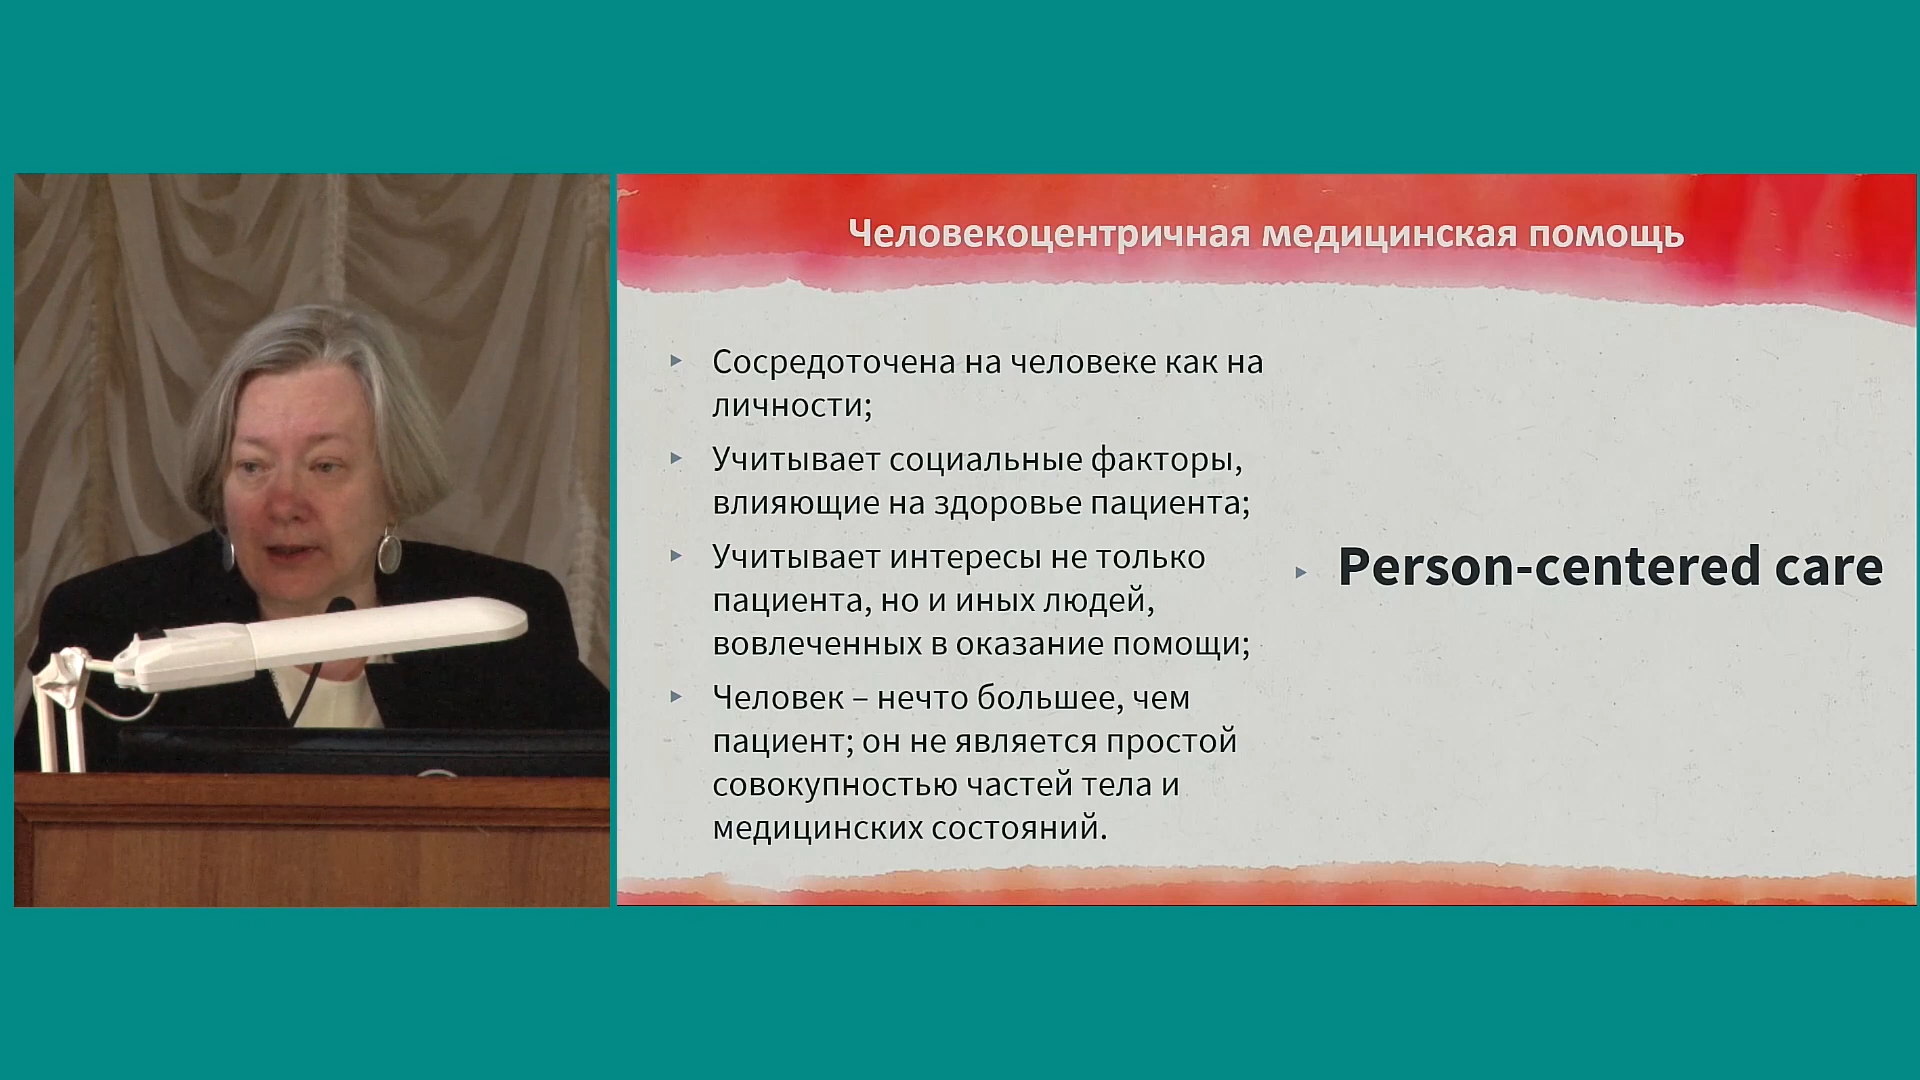 Человекоцентричная медицинская помощь
Сосредоточена на человеке как на
личности;
Учитывает социальные факторы,
влияющие на здоровье пациента;
Учитывает интересы не только
пациента, но и иных людей,
вовлеченных в оказание помощи;
Человек – нечто большее, чем
пациент; он не является простой
совокупностью частей тела и
медицинских состояний.
Person-centered care